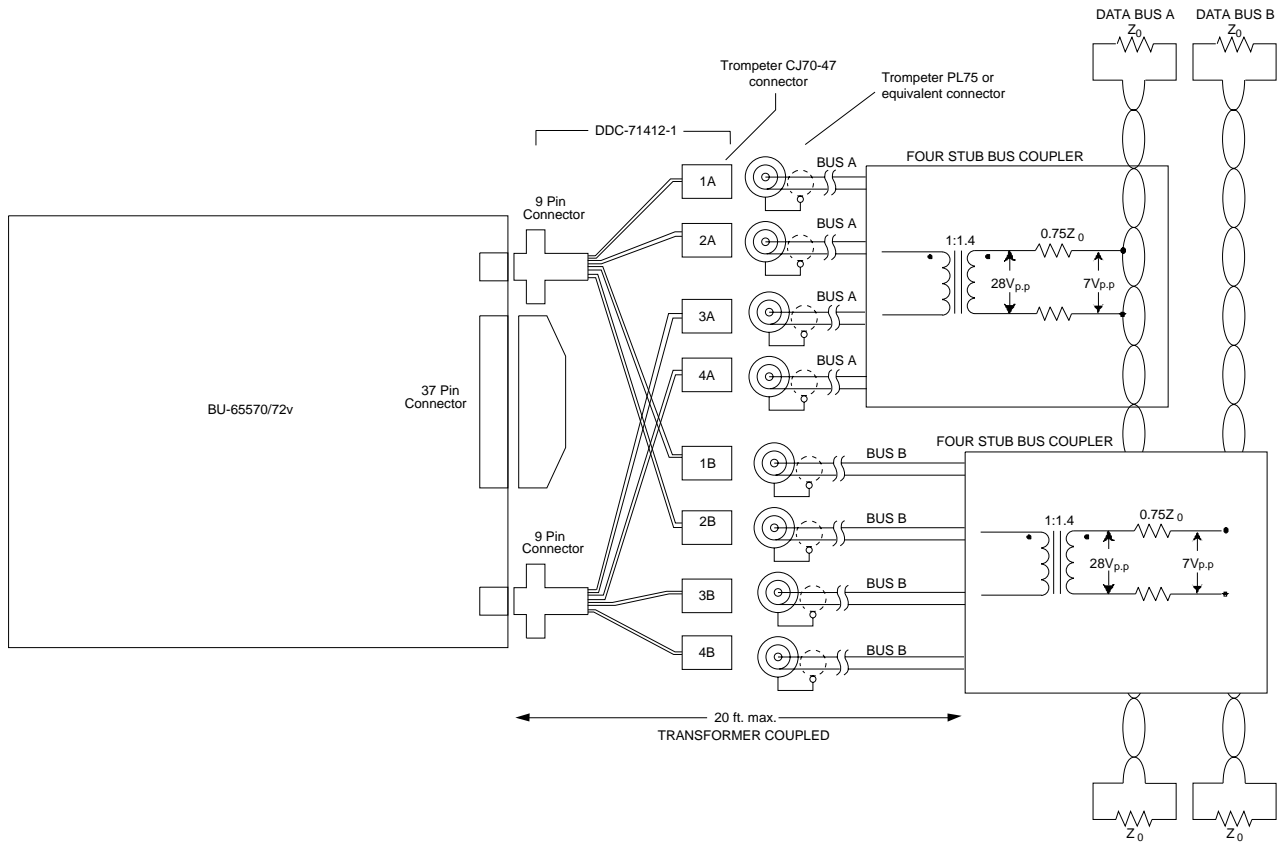 DATA BUS A
Z0
DATA BUS B
Z0
Trompeter CJ70-47
connector
Trompeter PL75 or
equivalent connector
DDC-71412-1
FOUR STUB BUS COUPLER
9 Pin
Connector
1A
BUS A
2A
BUS A
1:1.4
0.75Z0
28Vp.p
7Vp.p
3A
BUS A
4A
BUS A
37 Pin
Connector
BU-65570/72v
FOUR STUB BUS COUPLER
1B
BUS B
2B
BUS B
1:1.4
0.75Z0
28Vp.p
7Vp.p
9 Pin
Connector
3B
BUS B
4B
BUS B
20 ft. max.
TRANSFORMER COUPLED
Z0
Z0